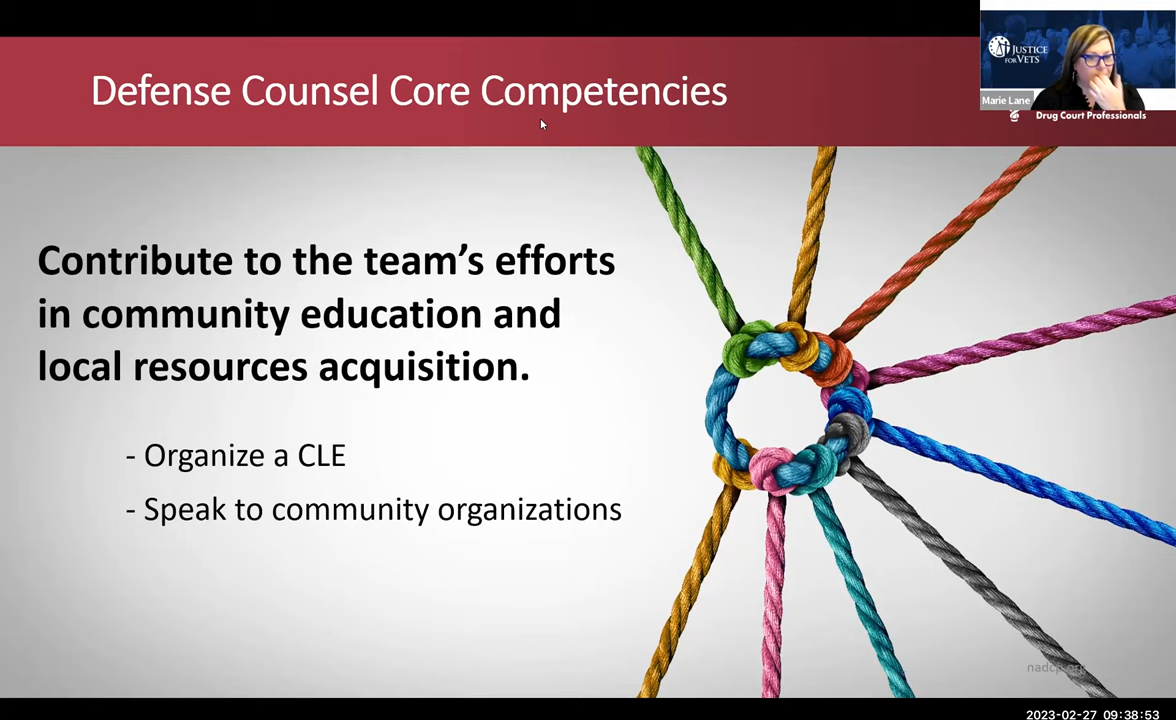 Defense Counsel Core Competencies
JUSTICE
FOR VETS
Marie Lane
Drug Court Professionals
Contribute to the team’s efforts
in community education and
local resources acquisition.
- Organize a CLE
- Speak to community organizations
nadcp.org
2023-02-27 09:38:53